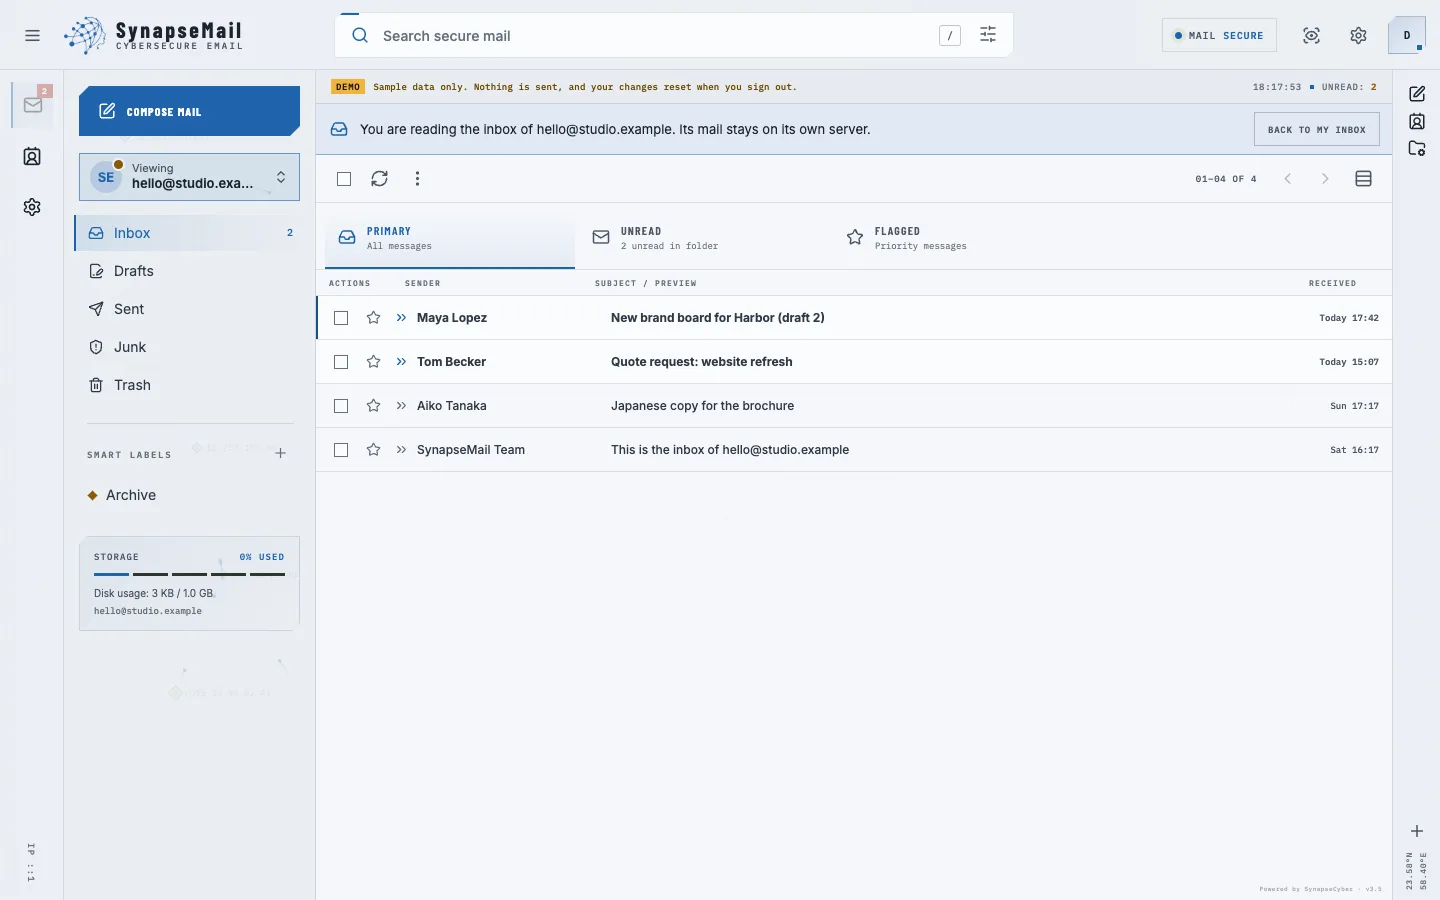 SynapseMail
CYBERSECURE EMAIL
Search secure mail
/
MAIL SECURE
D
2
COMPOSE MAIL
SE
Viewing
hello@studio.exa...
Inbox
2
Drafts
Sent
Junk
Trash
SMART LABELS
Archive
STORAGE
0% USED
Disk usage: 3 KB / 1.0 GB
hello@studio.example
IP ::1
DEMO
Sample data only. Nothing is sent, and your changes reset when you sign out.
18:17:53
UNREAD: 2
You are reading the inbox of hello@studio.example. Its mail stays on its own server.
BACK TO MY INBOX
01–04 OF 4
PRIMARY
All messages
UNREAD
2 unread in folder
FLAGGED
Priority messages
ACTIONS
SENDER
SUBJECT / PREVIEW
RECEIVED
Maya Lopez
New brand board for Harbor (draft 2)
Today 17:42
Tom Becker
Quote request: website refresh
Today 15:07
Aiko Tanaka
Japanese copy for the brochure
Sun 17:17
SynapseMail Team
This is the inbox of hello@studio.example
Sat 16:17
Powered by SynapseCyber · v3.5
23.58°N
58.40°E